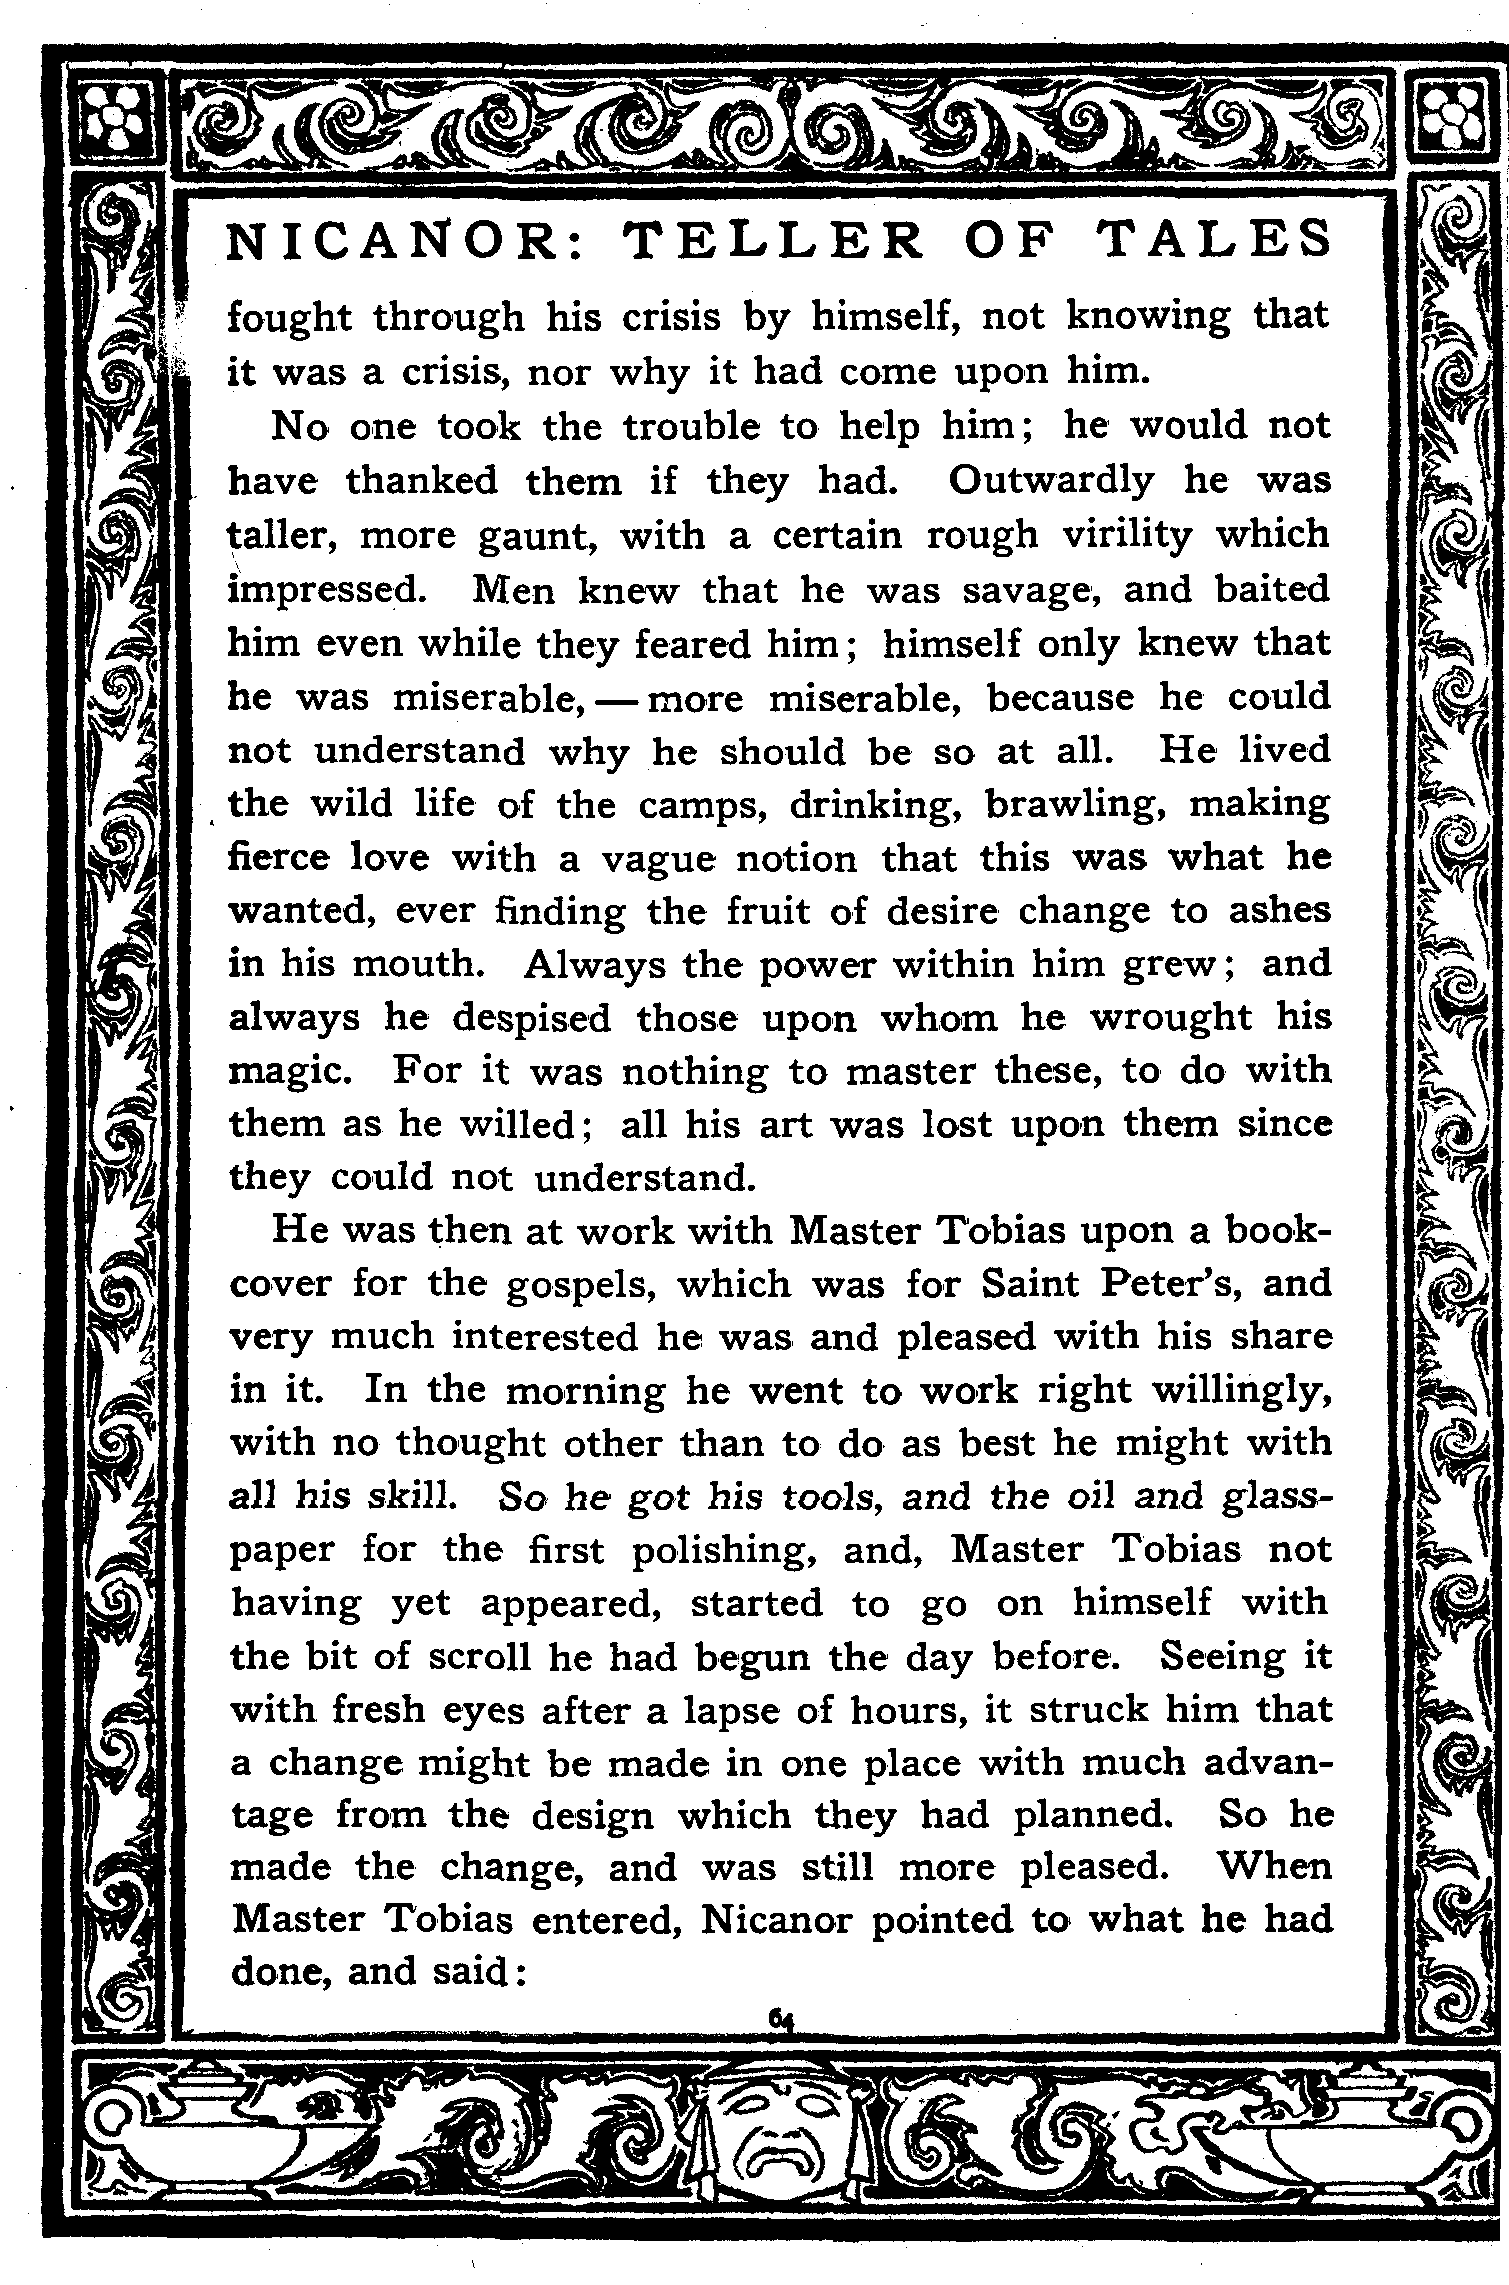 NICANOR: TELLER OF TALES
fought through his crisis by himself, not knowing that
it was a crisis, nor why it had come upon him.
No one took the trouble to help him; he would not
have thanked them if they had. Outwardly he was
taller, more gaunt, with a certain rough virility which
impressed. Men knew that he was savage, and baited
him even while they feared him; himself only knew that
he was miserable,—more miserable, because he could
not understand why he should be so at all. He lived
the wild life of the camps, drinking, brawling, making
fierce love with a vague notion that this was what he
wanted, ever finding the fruit of desire change to ashes
in his mouth. Always the power within him grew; and
always he despised those upon whom he wrought his
magic. For it was nothing to master these, to do with
them as he willed; all his art was lost upon them since
they could not understand.
He was then at work with Master Tobias upon a book-
cover for the gospels, which was for Saint Peter's, and
very much interested he was and pleased with his share
in it. In the morning he went to work right willingly,
with no thought other than to do as best he might with
all his skill. So he got his tools, and the oil and glass-
paper for the first polishing, and, Master Tobias not
having yet appeared, started to go on himself with
the bit of scroll he had begun the day before. Seeing it
with fresh eyes after a lapse of hours, it struck him that
a change might be made in one place with much advan-
tage from the design which they had planned. So he
made the change, and was still more pleased. When
Master Tobias entered, Nicanor pointed to what he had
done, and said:
64